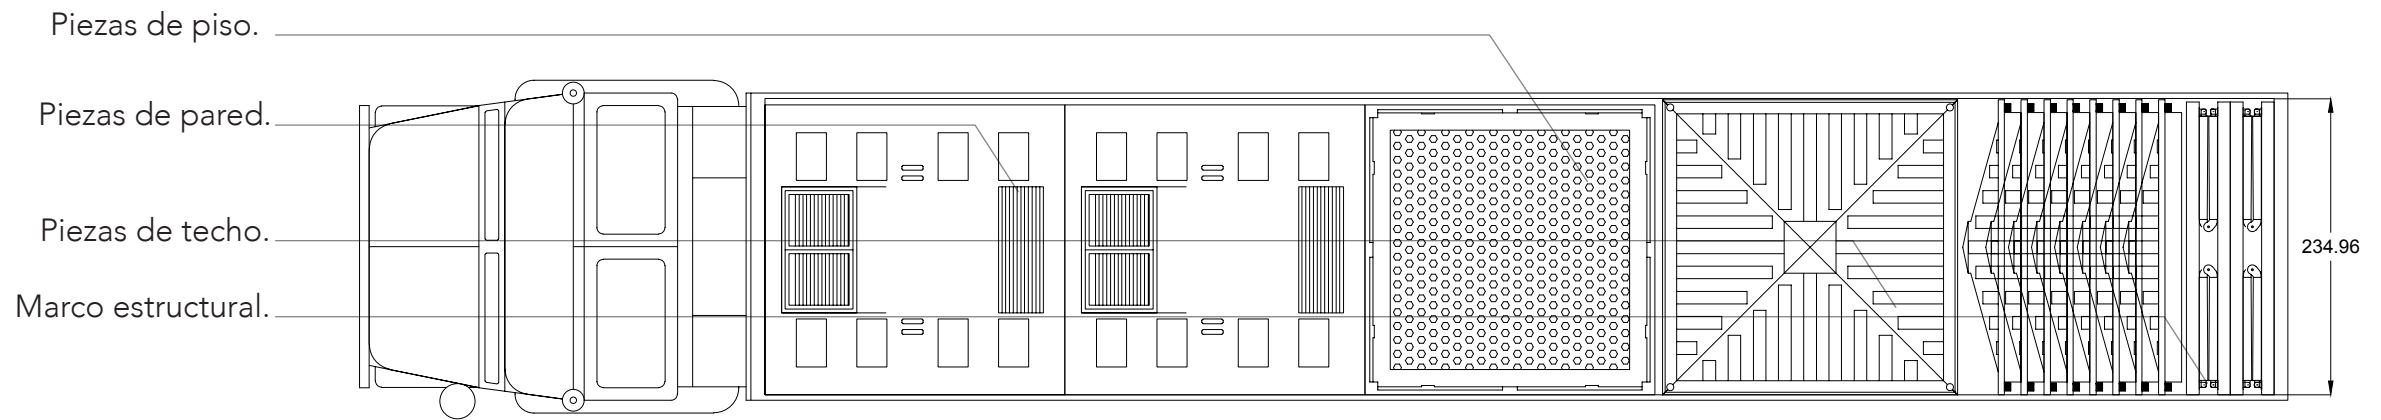 Piezas de piso.
Piezas de pared.
Piezas de techo.
Marco estructural.
234.96